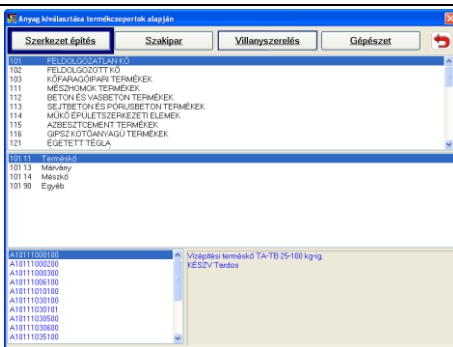 Anyag kiválasztása termékcsoportok alapján
Szerkezet építés
Szakipar
Villanyszerelés
Gépészet
101 FELDOLGOZATLAN KŐ
102 FELDOLGOZOTT KŐ
103 KŐFARAGÓIPARI TERMÉKEK
111 MÉSZHOMOK TERMÉKEK
112 BETON ÉS VASBETON TERMÉKEK
113 SEJTBETON ÉS PÓRUSBETON TERMÉKEK
114 MŰKŐ ÉPÜLETSZERKEZETI ELEMEK
115 AZBESZTCEMENT TERMÉKEK
116 GIPSZ KÖTŐANYAGÚ TERMÉKEK
121 ÉGETETT TÉGLA
101 11 Terméskő
101 13 Márvány
101 14 Mészkő
101 90 Egyéb
A10111000100
A10111000200
A10111000300
A10111006100
A10111010100
A10111030100
A10111030101
A10111030500
A10111030600
A10111035100
Vízépítési terméskő TA-TB 25-100 kg-ig,
KÉSZV Tardos